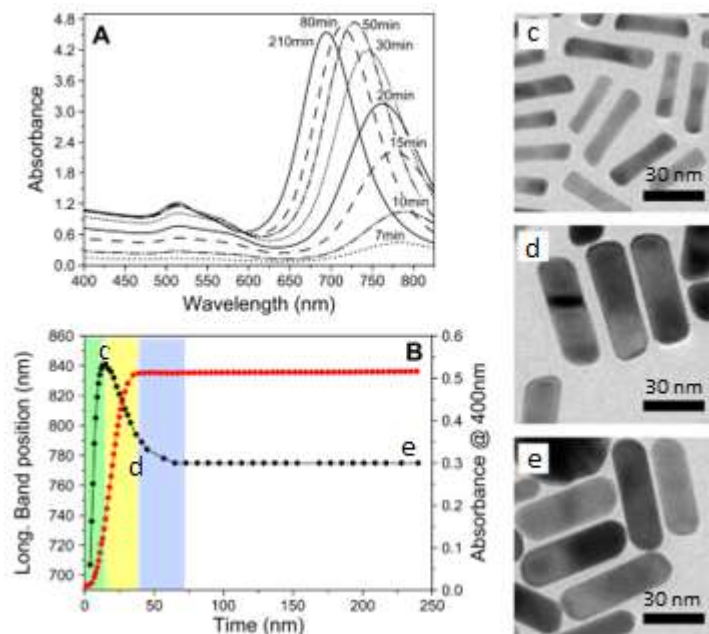 A
4.8
4.2
3.6
3.0
2.4
1.8
1.2
0.6
0.0
Absorbance
80min
50min
210min
30min
20min
15min
10min
7min
400 450 500 550 600 650 700 750 800
Wavelength (nm)
B
860
840
820
800
780
760
740
720
700
Long. Band position (nm)
c
d
e
0.6
0.5
0.4
0.3
0.2
0.1
0.0
Absorbance @ 400nm
0 50 100 150 200 250
Time (nm)
c
30 nm
d
30 nm
e
30 nm